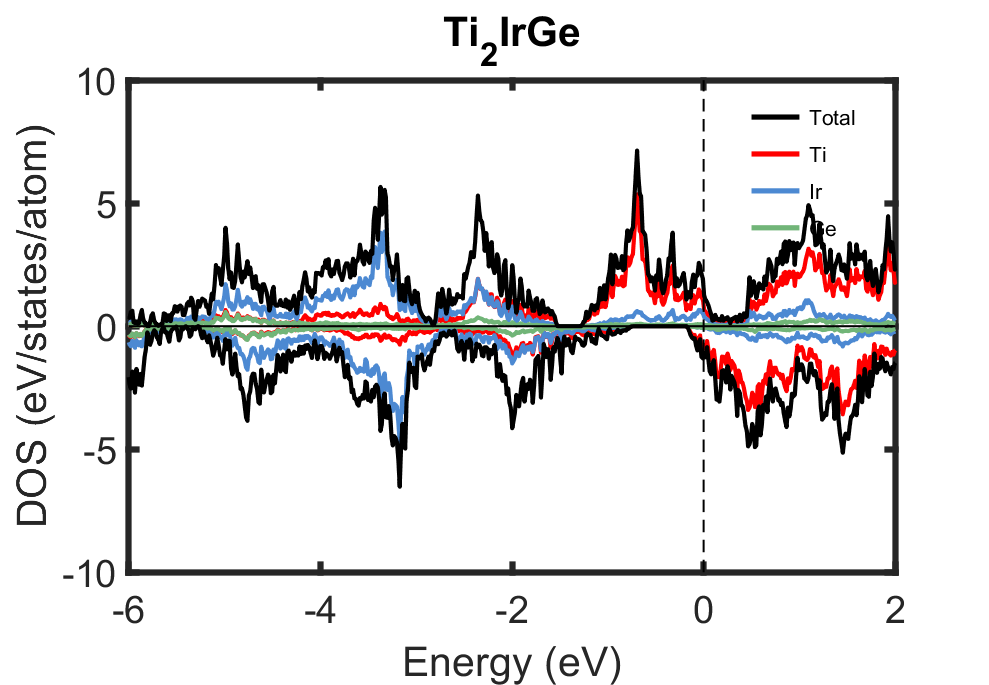 Ti2IrGe
10
5
0
-5
-10
DOS (eV/states/atom)
Total
Ti
Ir
Ge
-6 -4 -2 0 2
Energy (eV)